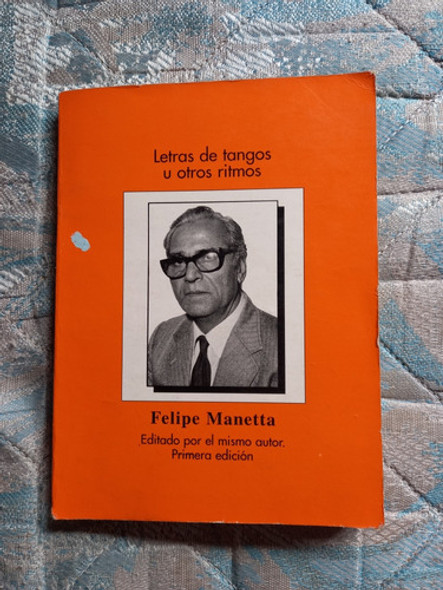 Letras de tangos
u otros ritmos
Felipe Manetta
Editado por el mismo autor.
Primera edición